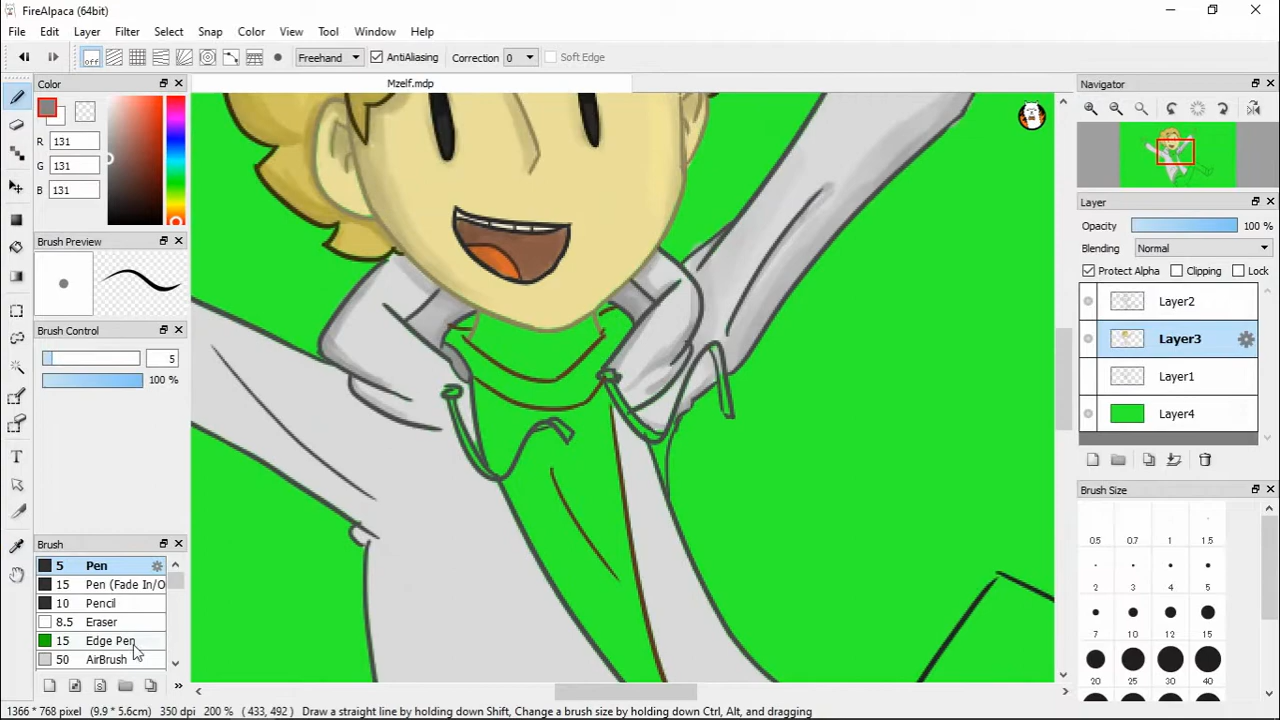 FireAlpaca (64bit)
File Edit Layer Filter Select Snap Color View Tool Window Help
off Freehand AntiAliasing Correction 0 Soft Edge
Color
R 131
G 131
B 131
Brush Preview
Brush Control
5
100 %
Brush
5 Pen
15 Pen (Fade In/O
10 Pencil
8.5 Eraser
15 Edge Pen
50 AirBrush
Mzelf.mdp
Navigator
Layer
Opacity 100 %
Blending Normal
Protect Alpha Clipping Lock
Layer2
Layer3
Layer1
Layer4
Brush Size
0.5 0.7 1 1.5
2 3 4 5
7 10 12 15
20 25 30 40
1366 * 768 pixel (9.9 * 5.6cm) 350 dpi 200 % ( 433, 492 ) Draw a straight line by holding down Shift, Change a brush size by holding down Ctrl, Alt, and dragging